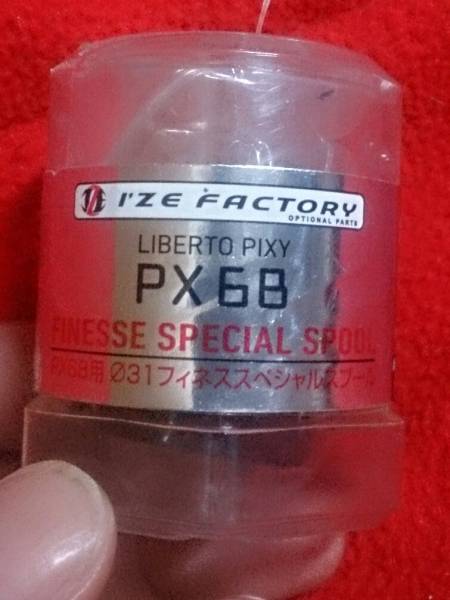 I'ZE FACTORY
OPTIONAL PARTS
LIBERTO PIXY
PX68
FINESSE SPECIAL SPOOL
PX68用 Ø31フィネススペシャルスプール